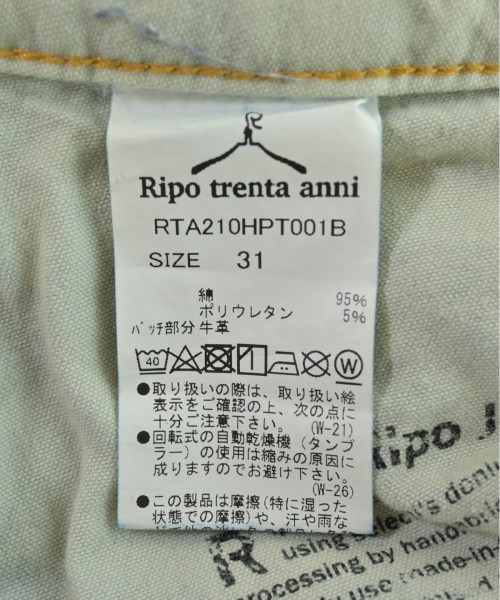 Ripo trenta anni
RTA210HPT001B
SIZE 31
綿 95%
ポリウレタン 5%
パッチ部分 牛革
40 W
●取り扱いの際は、取り扱い絵
表示をご確認の上、次の点に
十分ご注意下さい。 (W-21)
●回転式の自動乾燥機（タンブ
ラー）の使用は縮みの原因に
成りますのでお避け下さい。
(W-26)
●この製品は摩擦（特に湿った
状態での摩擦）や、汗や雨な
Ripo
R using select's
processing by hand
use made-in